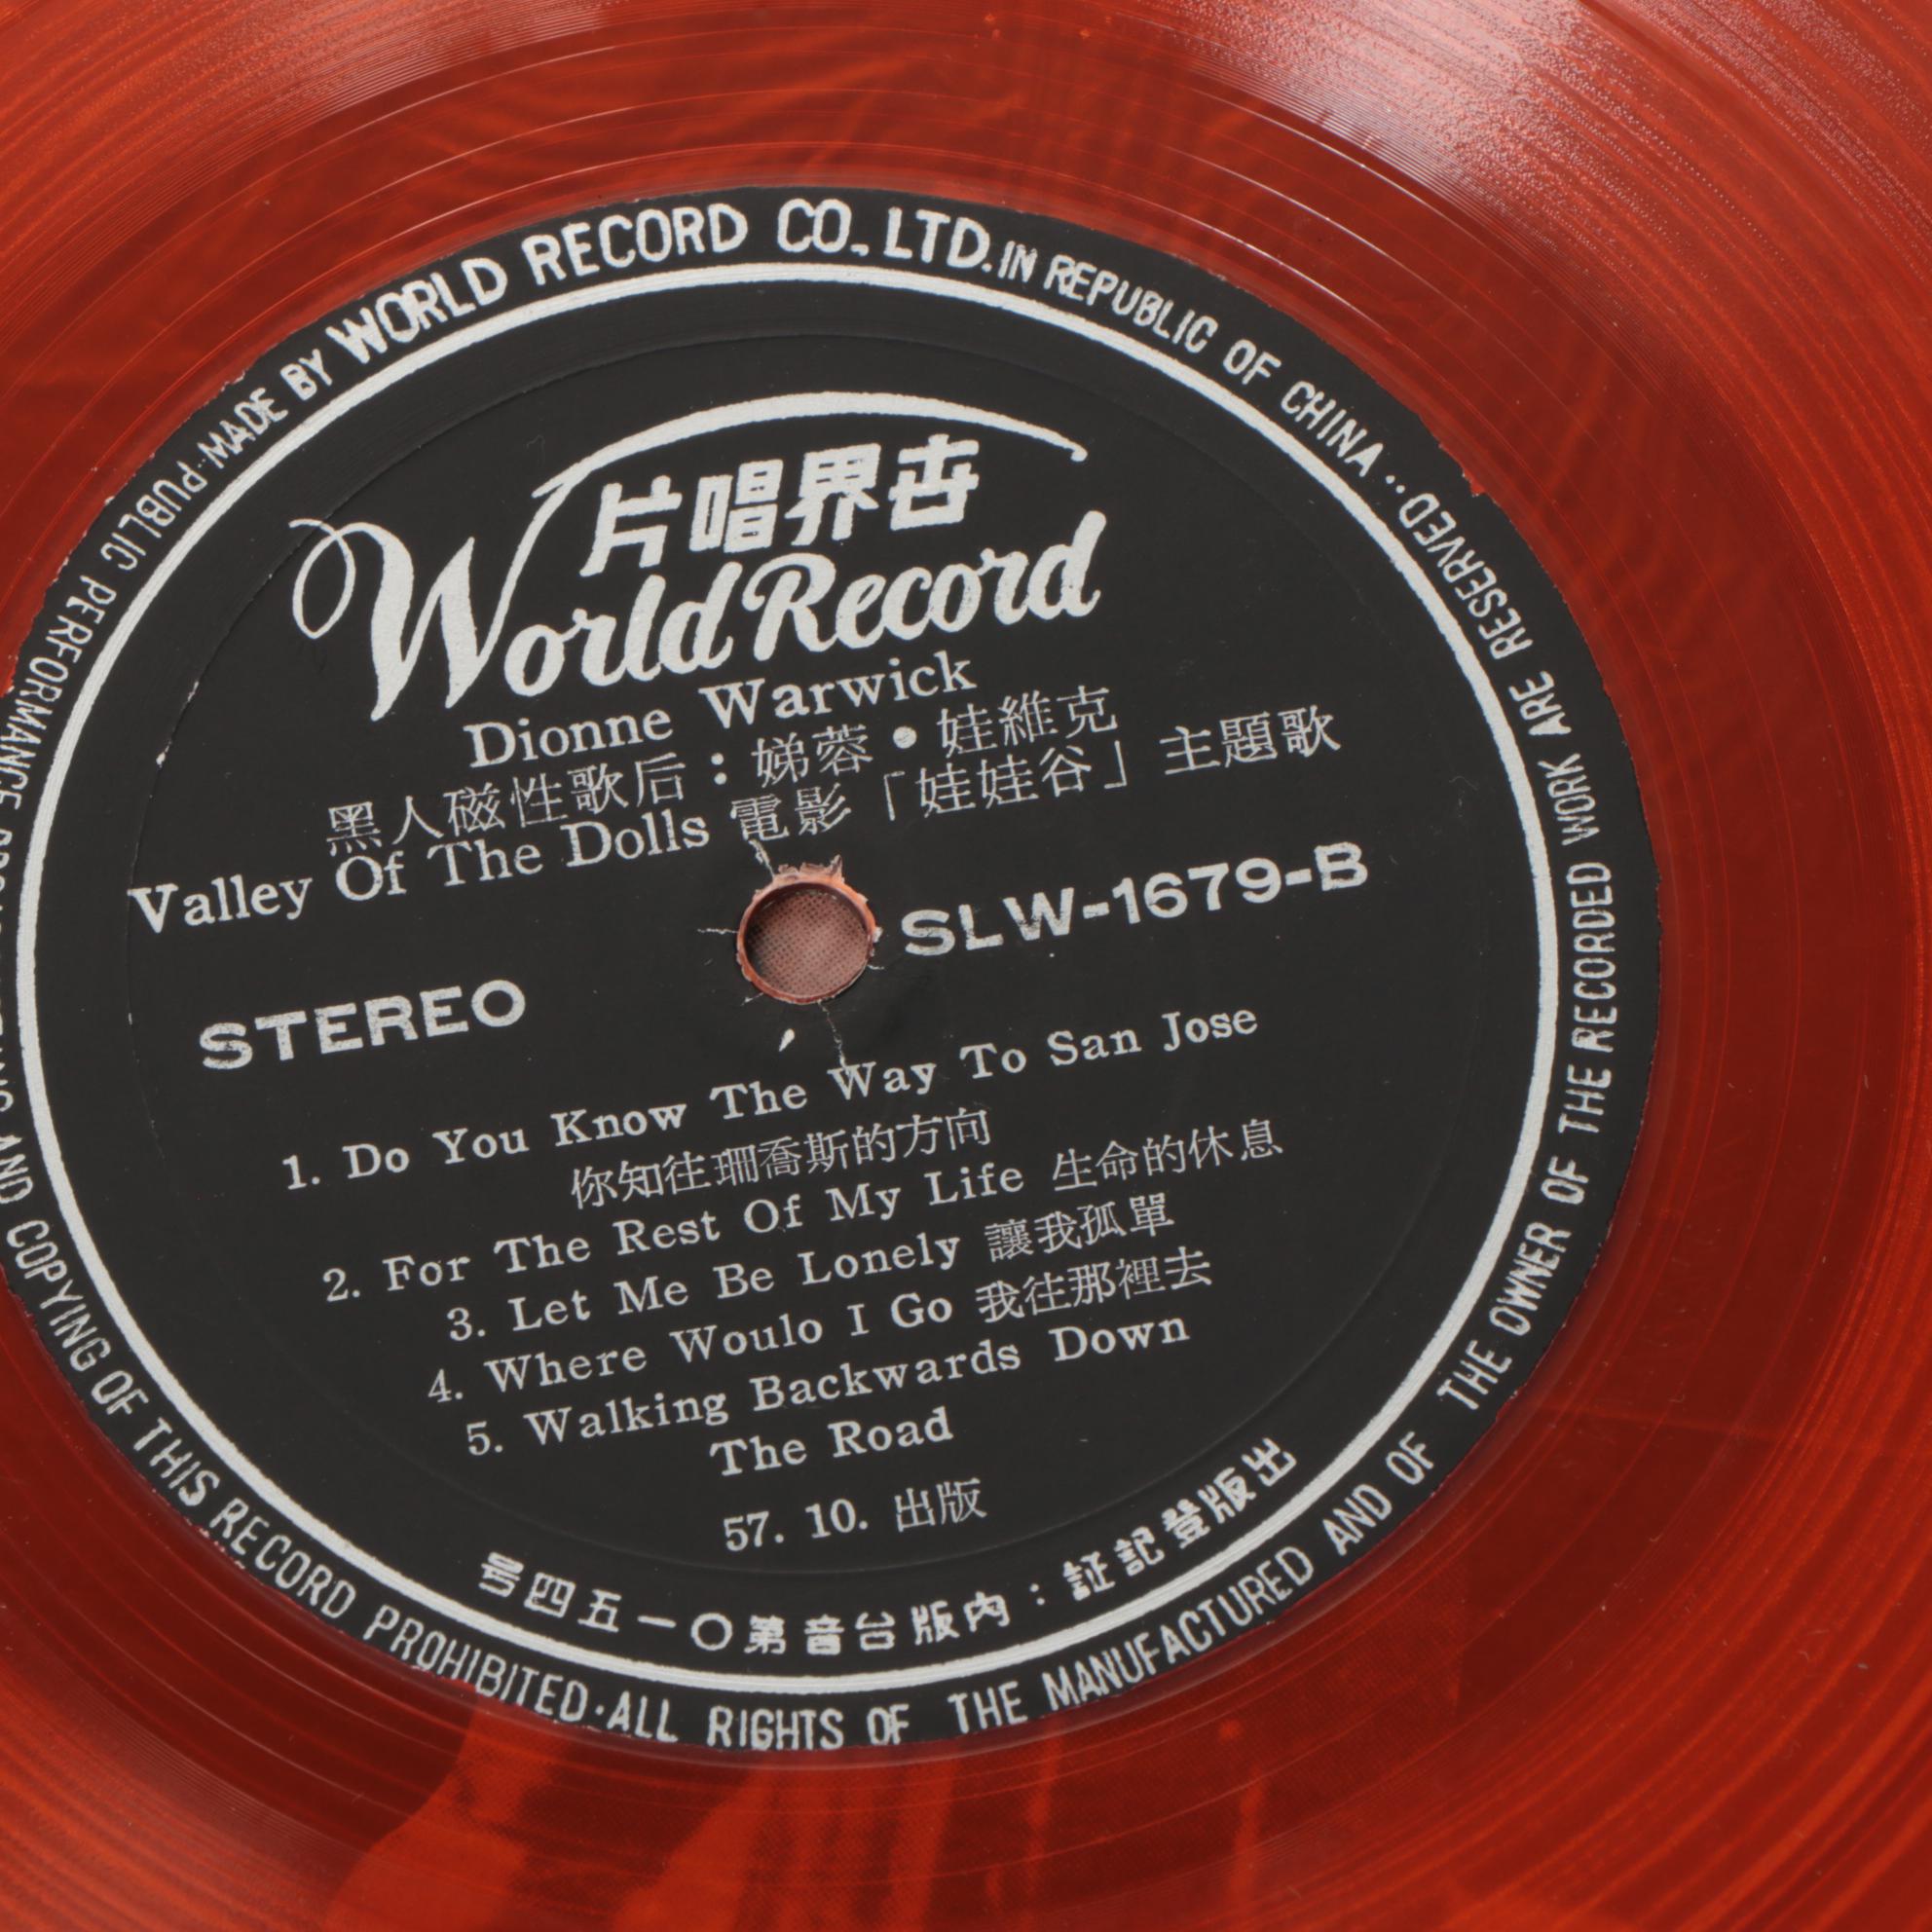 MADE BY WORLD RECORD CO., LTD. IN REPUBLIC OF CHINA ··
片唱界世
World Record
Dionne Warwick
黑人磁性歌后：娣蓉・娃維克
Valley Of The Dolls 電影「娃娃谷」主題歌
STEREO
SLW-1679-B
1. Do You Know The Way To San Jose
你知往珊喬斯的方向
2. For The Rest Of My Life 生命的休息
3. Let Me Be Lonely 讓我孤單
4. Where Woulo I Go 我往那裡去
5. Walking Backwards Down
The Road
57. 10. 出版
号四五一〇第音台版內：証記登版出
ALL RIGHTS OF THE MANUFACTURED AND OF THE OWNER OF THE RECORDED WORK ARE RESERVED
PUBLIC PERFORMANCE AND COPYING OF THIS RECORD PROHIBITED·